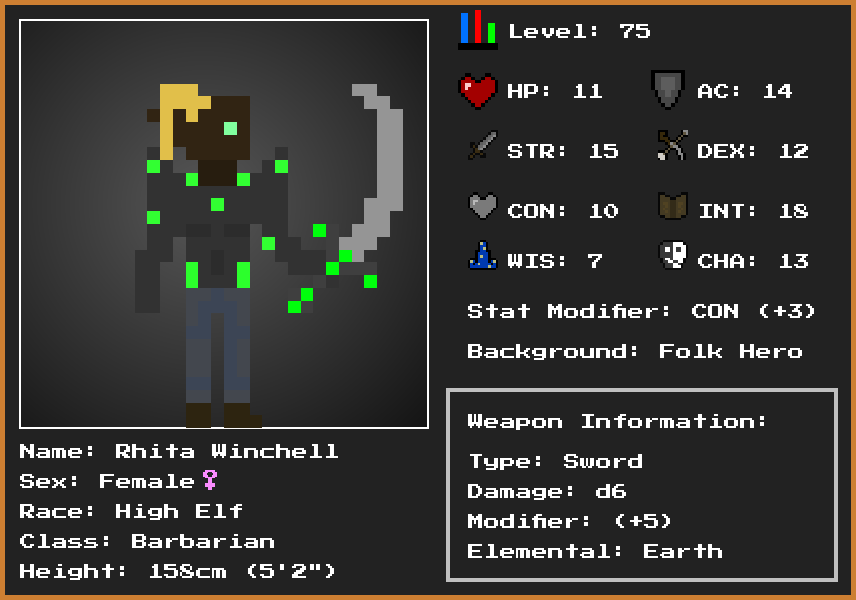 Level: 75
HP: 11
AC: 14
STR: 15
DEX: 12
CON: 10
INT: 18
WIS: 7
CHA: 13
Stat Modifier: CON (+3)
Background: Folk Hero
Name: Rhita Winchell
Sex: Female♀
Race: High Elf
Class: Barbarian
Height: 158cm (5'2")
Weapon Information:
Type: Sword
Damage: d6
Modifier: (+5)
Elemental: Earth